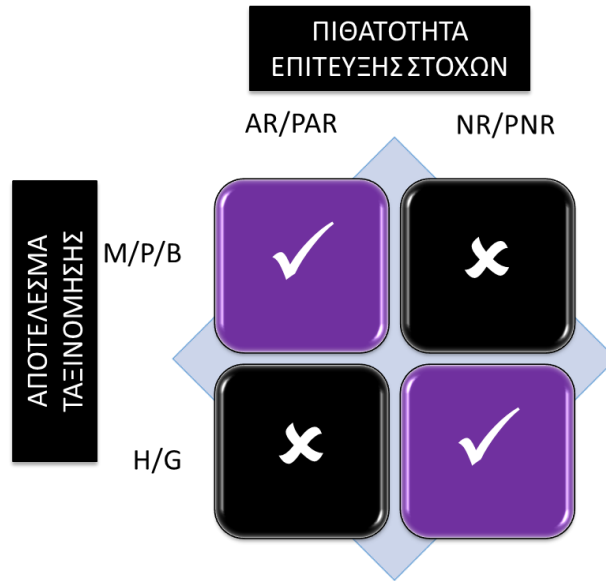 ΠΙΘΑΤΟΤΗΤΑ
ΕΠΙΤΕΥΞΗΣ ΣΤΟΧΩΝ
AR/PAR
NR/PNR
ΑΠΟΤΕΛΕΣΜΑ
ΤΑΞΙΝΟΜΗΣΗΣ
M/P/B
H/G